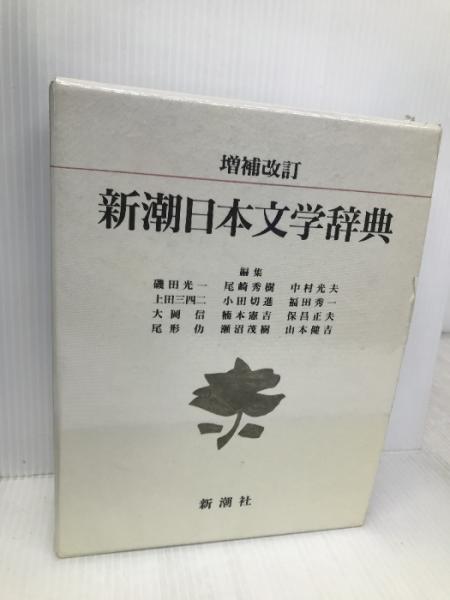 増補改訂
新潮日本文学辞典
編集
磯田光一 尾崎秀樹 中村光夫
上田三四二 小田切進 福田秀一
大岡信 楠本憲吉 保昌正夫
尾形仂 瀬沼茂樹 山本健吉
新潮社